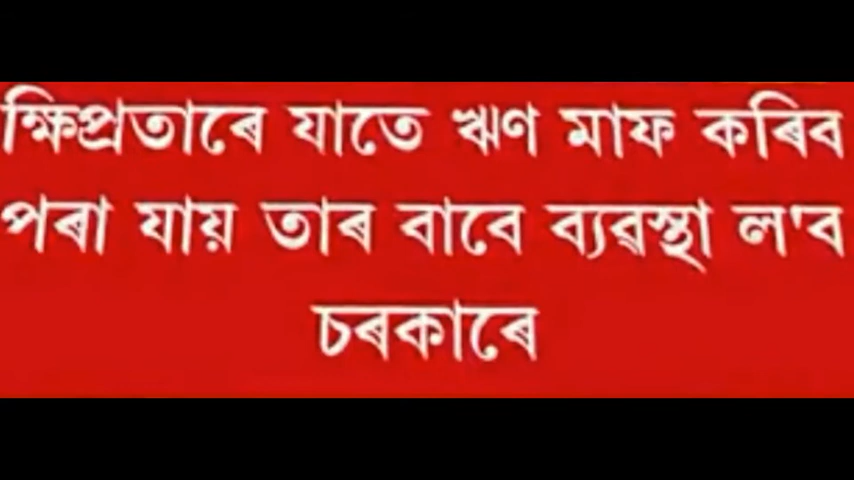 ক্ষিপ্ৰতাৰে যাতে ঋণ মাফ কৰিব
পৰা যায় তাৰ বাবে ব্যৱস্থা ল'ব
চৰকাৰে